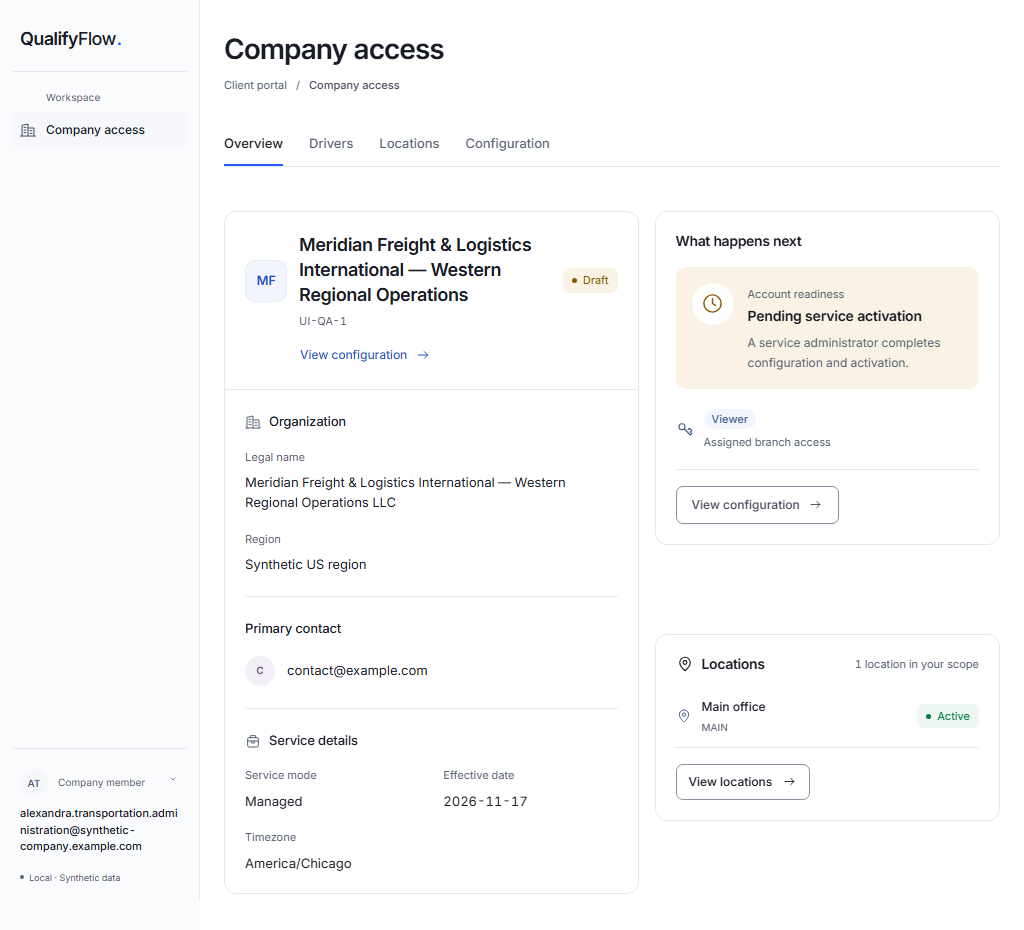 QualifyFlow.
Workspace
Company access
AT
Company member
alexandra.transportation.admi
nistration@synthetic-
company.example.com
Local · Synthetic data
Company access
Client portal / Company access
Overview
Drivers
Locations
Configuration
MF
Meridian Freight & Logistics
International — Western
Regional Operations
Draft
UI-QA-1
View configuration →
Organization
Legal name
Meridian Freight & Logistics International — Western
Regional Operations LLC
Region
Synthetic US region
Primary contact
C
contact@example.com
Service details
Service mode
Managed
Effective date
2026-11-17
Timezone
America/Chicago
What happens next
Account readiness
Pending service activation
A service administrator completes
configuration and activation.
Viewer
Assigned branch access
View configuration →
Locations
1 location in your scope
Main office
MAIN
Active
View locations →